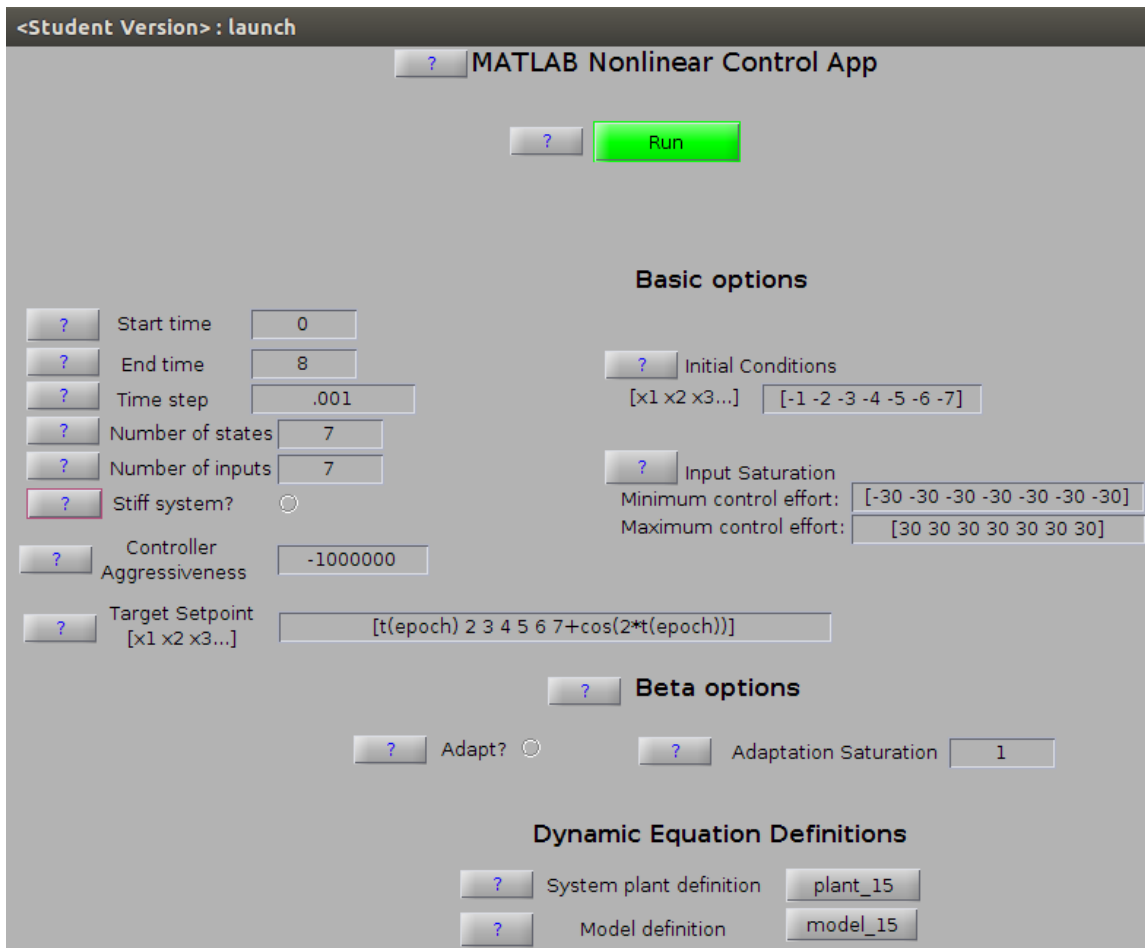 <Student Version> : launch
? MATLAB Nonlinear Control App
? Run
Basic options
? Start time 0
? End time 8
? Time step .001
? Number of states 7
? Number of inputs 7
? Stiff system?
? Controller
Aggressiveness -1000000
? Initial Conditions
[x1 x2 x3...] [-1 -2 -3 -4 -5 -6 -7]
? Input Saturation
Minimum control effort: [-30 -30 -30 -30 -30 -30 -30]
Maximum control effort: [30 30 30 30 30 30 30]
? Target Setpoint
[x1 x2 x3...] [t(epoch) 2 3 4 5 6 7+cos(2*t(epoch))]
? Beta options
? Adapt? ? Adaptation Saturation 1
Dynamic Equation Definitions
? System plant definition plant_15
? Model definition model_15